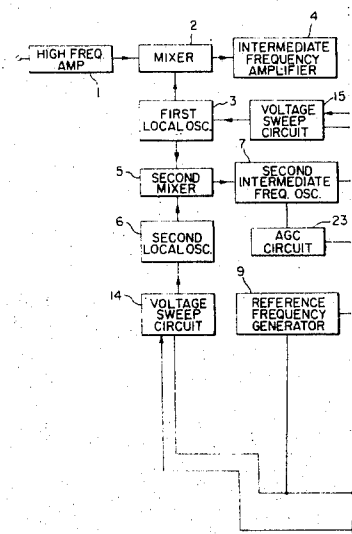 2
4
HIGH FREQ.
AMP
MIXER
INTERMEDIATE
FREQUENCY
AMPLIFIER
1
3
15
FIRST
LOCAL OSC.
VOLTAGE
SWEEP
CIRCUIT
7
5
SECOND
MIXER
SECOND
INTERMEDIATE
FREQ. OSC.
6
23
SECOND
LOCAL OSC.
AGC
CIRCUIT
14
9
VOLTAGE
SWEEP
CIRCUIT
REFERENCE
FREQUENCY
GENERATOR